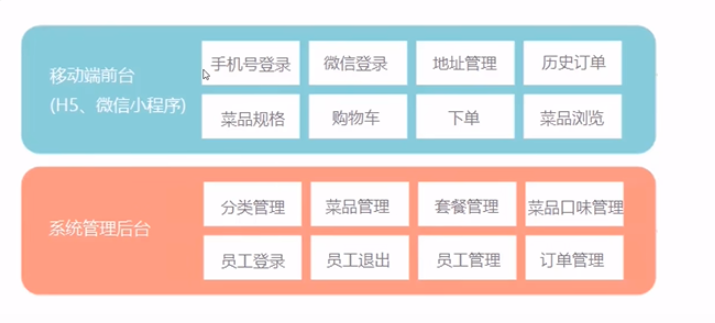 移动端前台
(H5、微信小程序)
手机号登录 微信登录 地址管理 历史订单
菜品规格 购物车 下单 菜品浏览
系统管理后台
分类管理 菜品管理 套餐管理 菜品口味管理
员工登录 员工退出 员工管理 订单管理